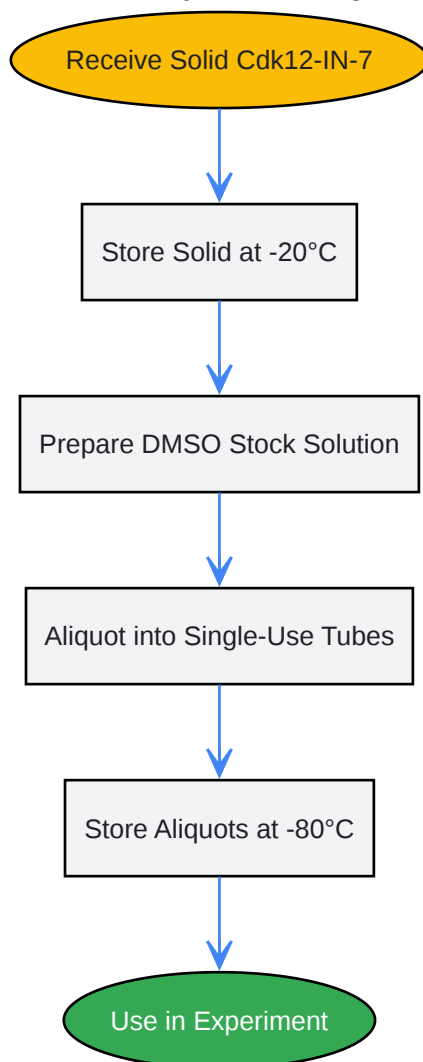 Receive Solid Cdk12-IN-7
Store Solid at -20°C
Prepare DMSO Stock Solution
Aliquot into Single-Use Tubes
Store Aliquots at -80°C
Use in Experiment